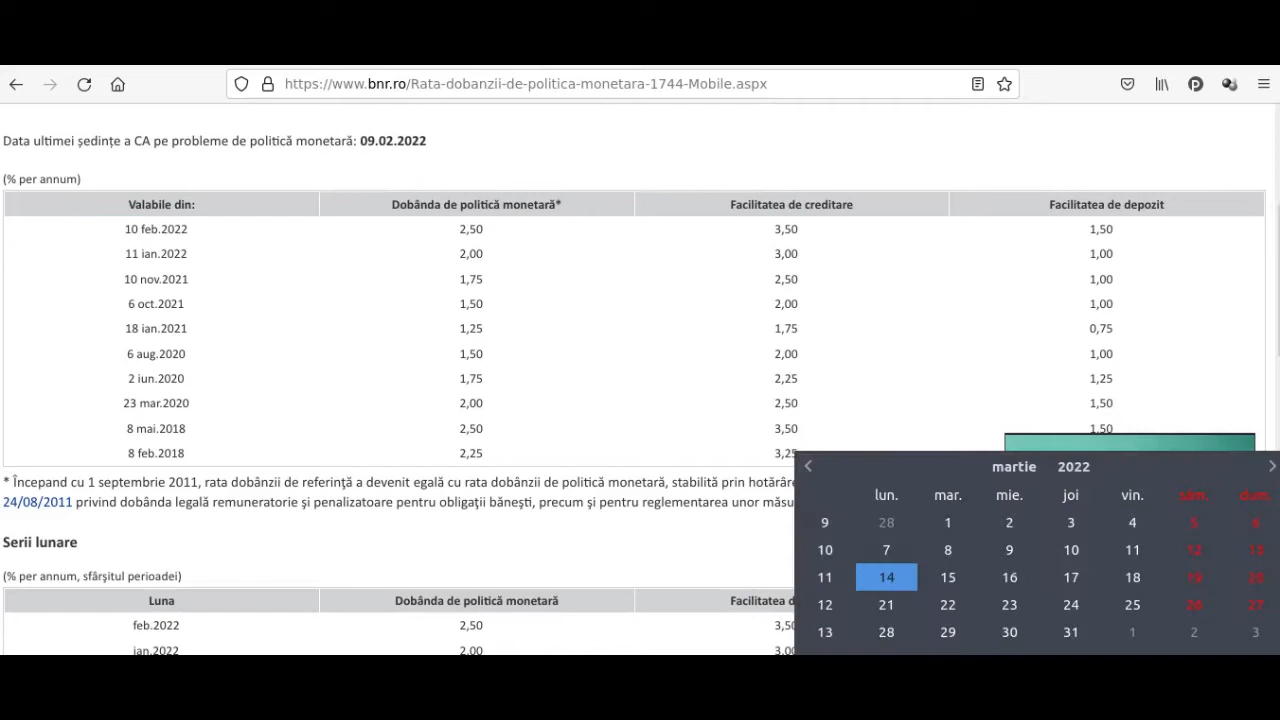 https://www.bnr.ro/Rata-dobanzii-de-politica-monetara-1744-Mobile.aspx
Data ultimei ședințe a CA pe probleme de politică monetară: 09.02.2022
(% per annum)
Valabile din: Dobânda de politică monetară* Facilitatea de creditare Facilitatea de depozit
10 feb.2022 2,50 3,50 1,50
11 ian.2022 2,00 3,00 1,00
10 nov.2021 1,75 2,50 1,00
6 oct.2021 1,50 2,00 1,00
18 ian.2021 1,25 1,75 0,75
6 aug.2020 1,50 2,00 1,00
2 iun.2020 1,75 2,25 1,25
23 mar.2020 2,00 2,50 1,50
8 mai.2018 2,50 3,50 1,50
8 feb.2018 2,25 3,25
* Începand cu 1 septembrie 2011, rata dobânzii de referință a devenit egală cu rata dobânzii de politică monetară, stabilită prin hotărâre
24/08/2011 privind dobânda legală remuneratorie și penalizatoare pentru obligații bănești, precum și pentru reglementarea unor măsu
Serii lunare
(% per annum, sfârșitul perioadei)
Luna Dobânda de politică monetară Facilitatea d
feb.2022 2,50 3,50
ian.2022 2,00 3,00
martie 2022
lun. mar. mie. joi vin. sâm. dum.
9 28 1 2 3 4 5 6
10 7 8 9 10 11 12 13
11 14 15 16 17 18 19 20
12 21 22 23 24 25 26 27
13 28 29 30 31 1 2 3